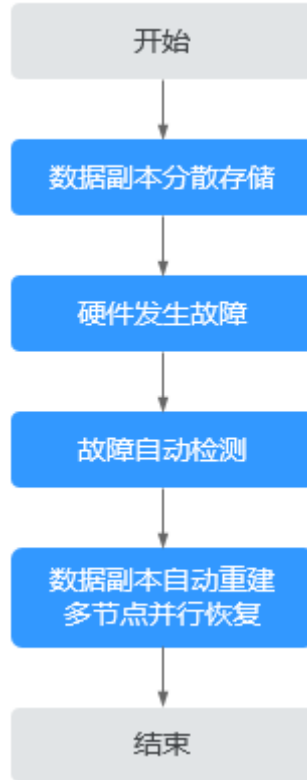 开始
数据副本分散存储
硬件发生故障
故障自动检测
数据副本自动重建
多节点并行恢复
结束